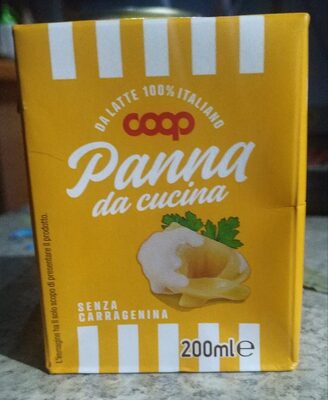 DA LATTE 100% ITALIANO
coop
Panna
da cucina
SENZA
CARRAGENINA
200ml e
L'immagine ha il solo scopo di presentare il prodotto.